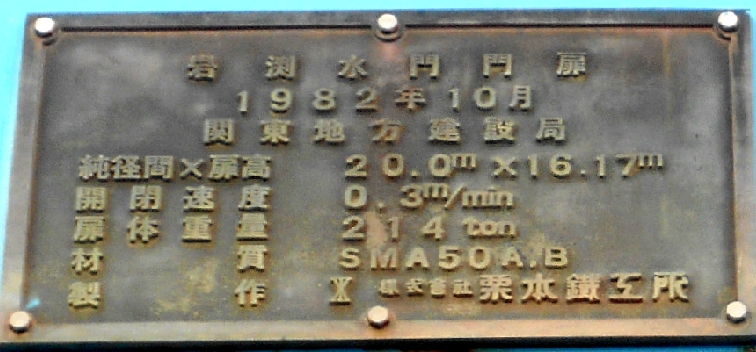 岩淵水門門扉
1982年10月
関東地方建設局
純径間×扉高 20.0m×16.17m
開閉速度 0.3m/min
扉体重量 214ton
材質 SMA50A,B
製作 株式会社栗本鐵工所